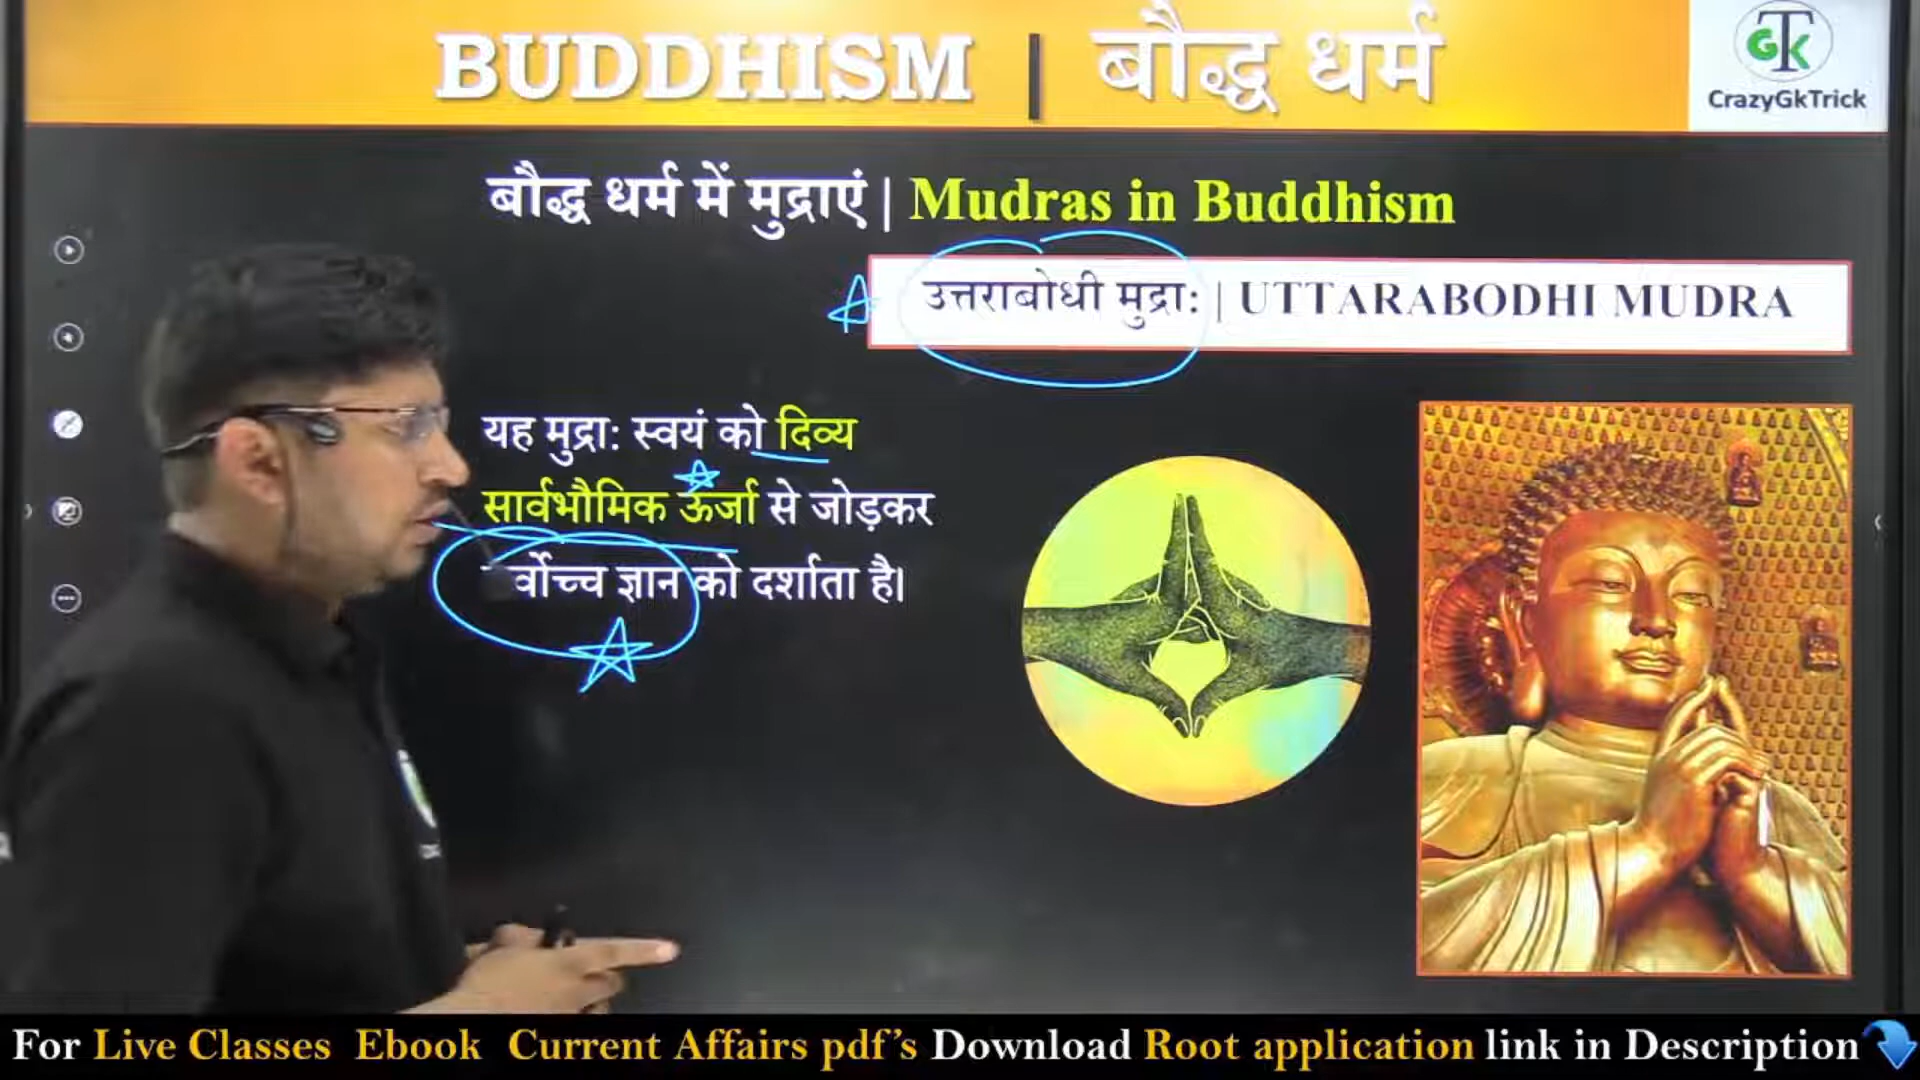 BUDDHISM | बौद्ध धर्म
GTK
CrazyGkTrick
बौद्ध धर्म में मुद्राएं | Mudras in Buddhism
उत्तराबोधी मुद्रा: | UTTARABODHI MUDRA
यह मुद्रा: स्वयं को दिव्य
सार्वभौमिक ऊर्जा से जोड़कर
ज्ञान को दर्शाता है।
For Live Classes Ebook Current Affairs pdf's Download Root application link in Description